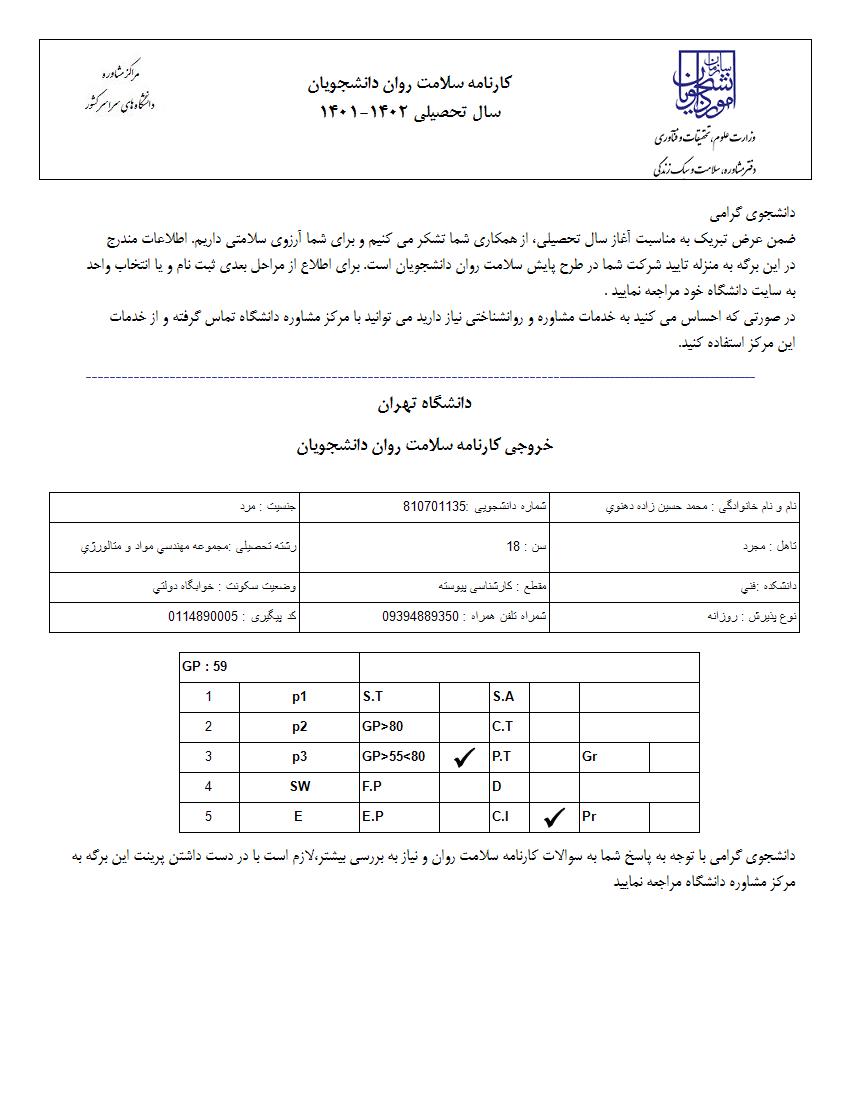 سازمان امور دانشجویان
وزارت علوم، تحقیقات و فنآوری
دفتر مشاوره، سلامت و سبک زندگی
کارنامه سلامت روان دانشجویان
سال تحصیلی ۱۴۰۲-۱۴۰۱
مراکز مشاوره
دانشگاه‌های سراسر کشور
دانشجوی گرامی
ضمن عرض تبریک به مناسبت آغاز سال تحصیلی، از همکاری شما تشکر می کنیم و برای شما آرزوی سلامتی داریم. اطلاعات مندرج
در این برگه به منزله تایید شرکت شما در طرح پایش سلامت روان دانشجویان است. برای اطلاع از مراحل بعدی ثبت نام و یا انتخاب واحد
به سایت دانشگاه خود مراجعه نمایید .
در صورتی که احساس می کنید به خدمات مشاوره و روانشناختی نیاز دارید می توانید با مرکز مشاوره دانشگاه تماس گرفته و از خدمات
این مرکز استفاده کنید.
دانشگاه تهران
خروجی کارنامه سلامت روان دانشجویان
نام و نام خانوادگی : محمد حسین زاده دهنوي شماره دانشجویی :810701135 جنسیت : مرد
تاهل : مجرد سن : 18 رشته تحصیلی :مجموعه مهندسي مواد و متالورژي
دانشکده :فني مقطع : کارشناسی پیوسته وضعیت سکونت : خوابگاه دولتي
نوع پذیرش : روزانه شمراه تلفن همراه : 09394889350 کد پیگیری : 0114890005
GP : 59
1 p1 S.T S.A
2 p2 GP>80 C.T
3 p3 GP>55<80 ✓ P.T Gr
4 SW F.P D
5 E E.P C.I ✓ Pr
دانشجوی گرامی با توجه به پاسخ شما به سوالات کارنامه سلامت روان و نیاز به بررسی بیشتر،لازم است با در دست داشتن پرینت این برگه به
مرکز مشاوره دانشگاه مراجعه نمایید